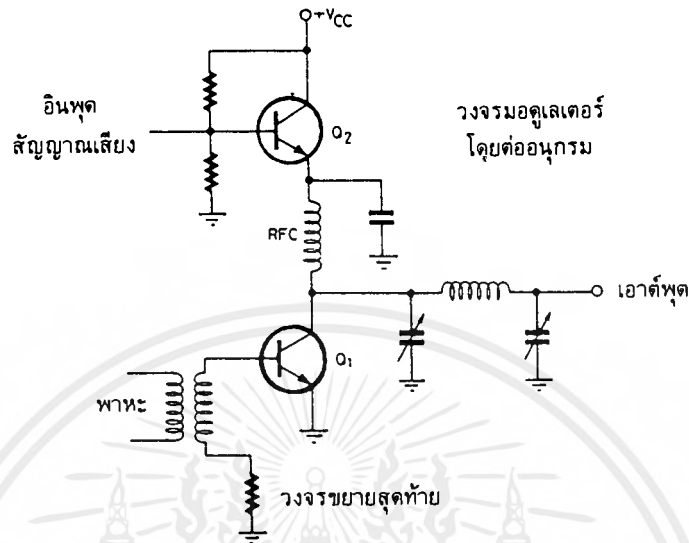 +VCC
อินพุต
สัญญาณเสียง
Q2
วงจรมอดูเลเตอร์
โดยต่ออนุกรม
RFC
เอาต์พุต
Q1
พาหะ
วงจรขยายสุดท้าย